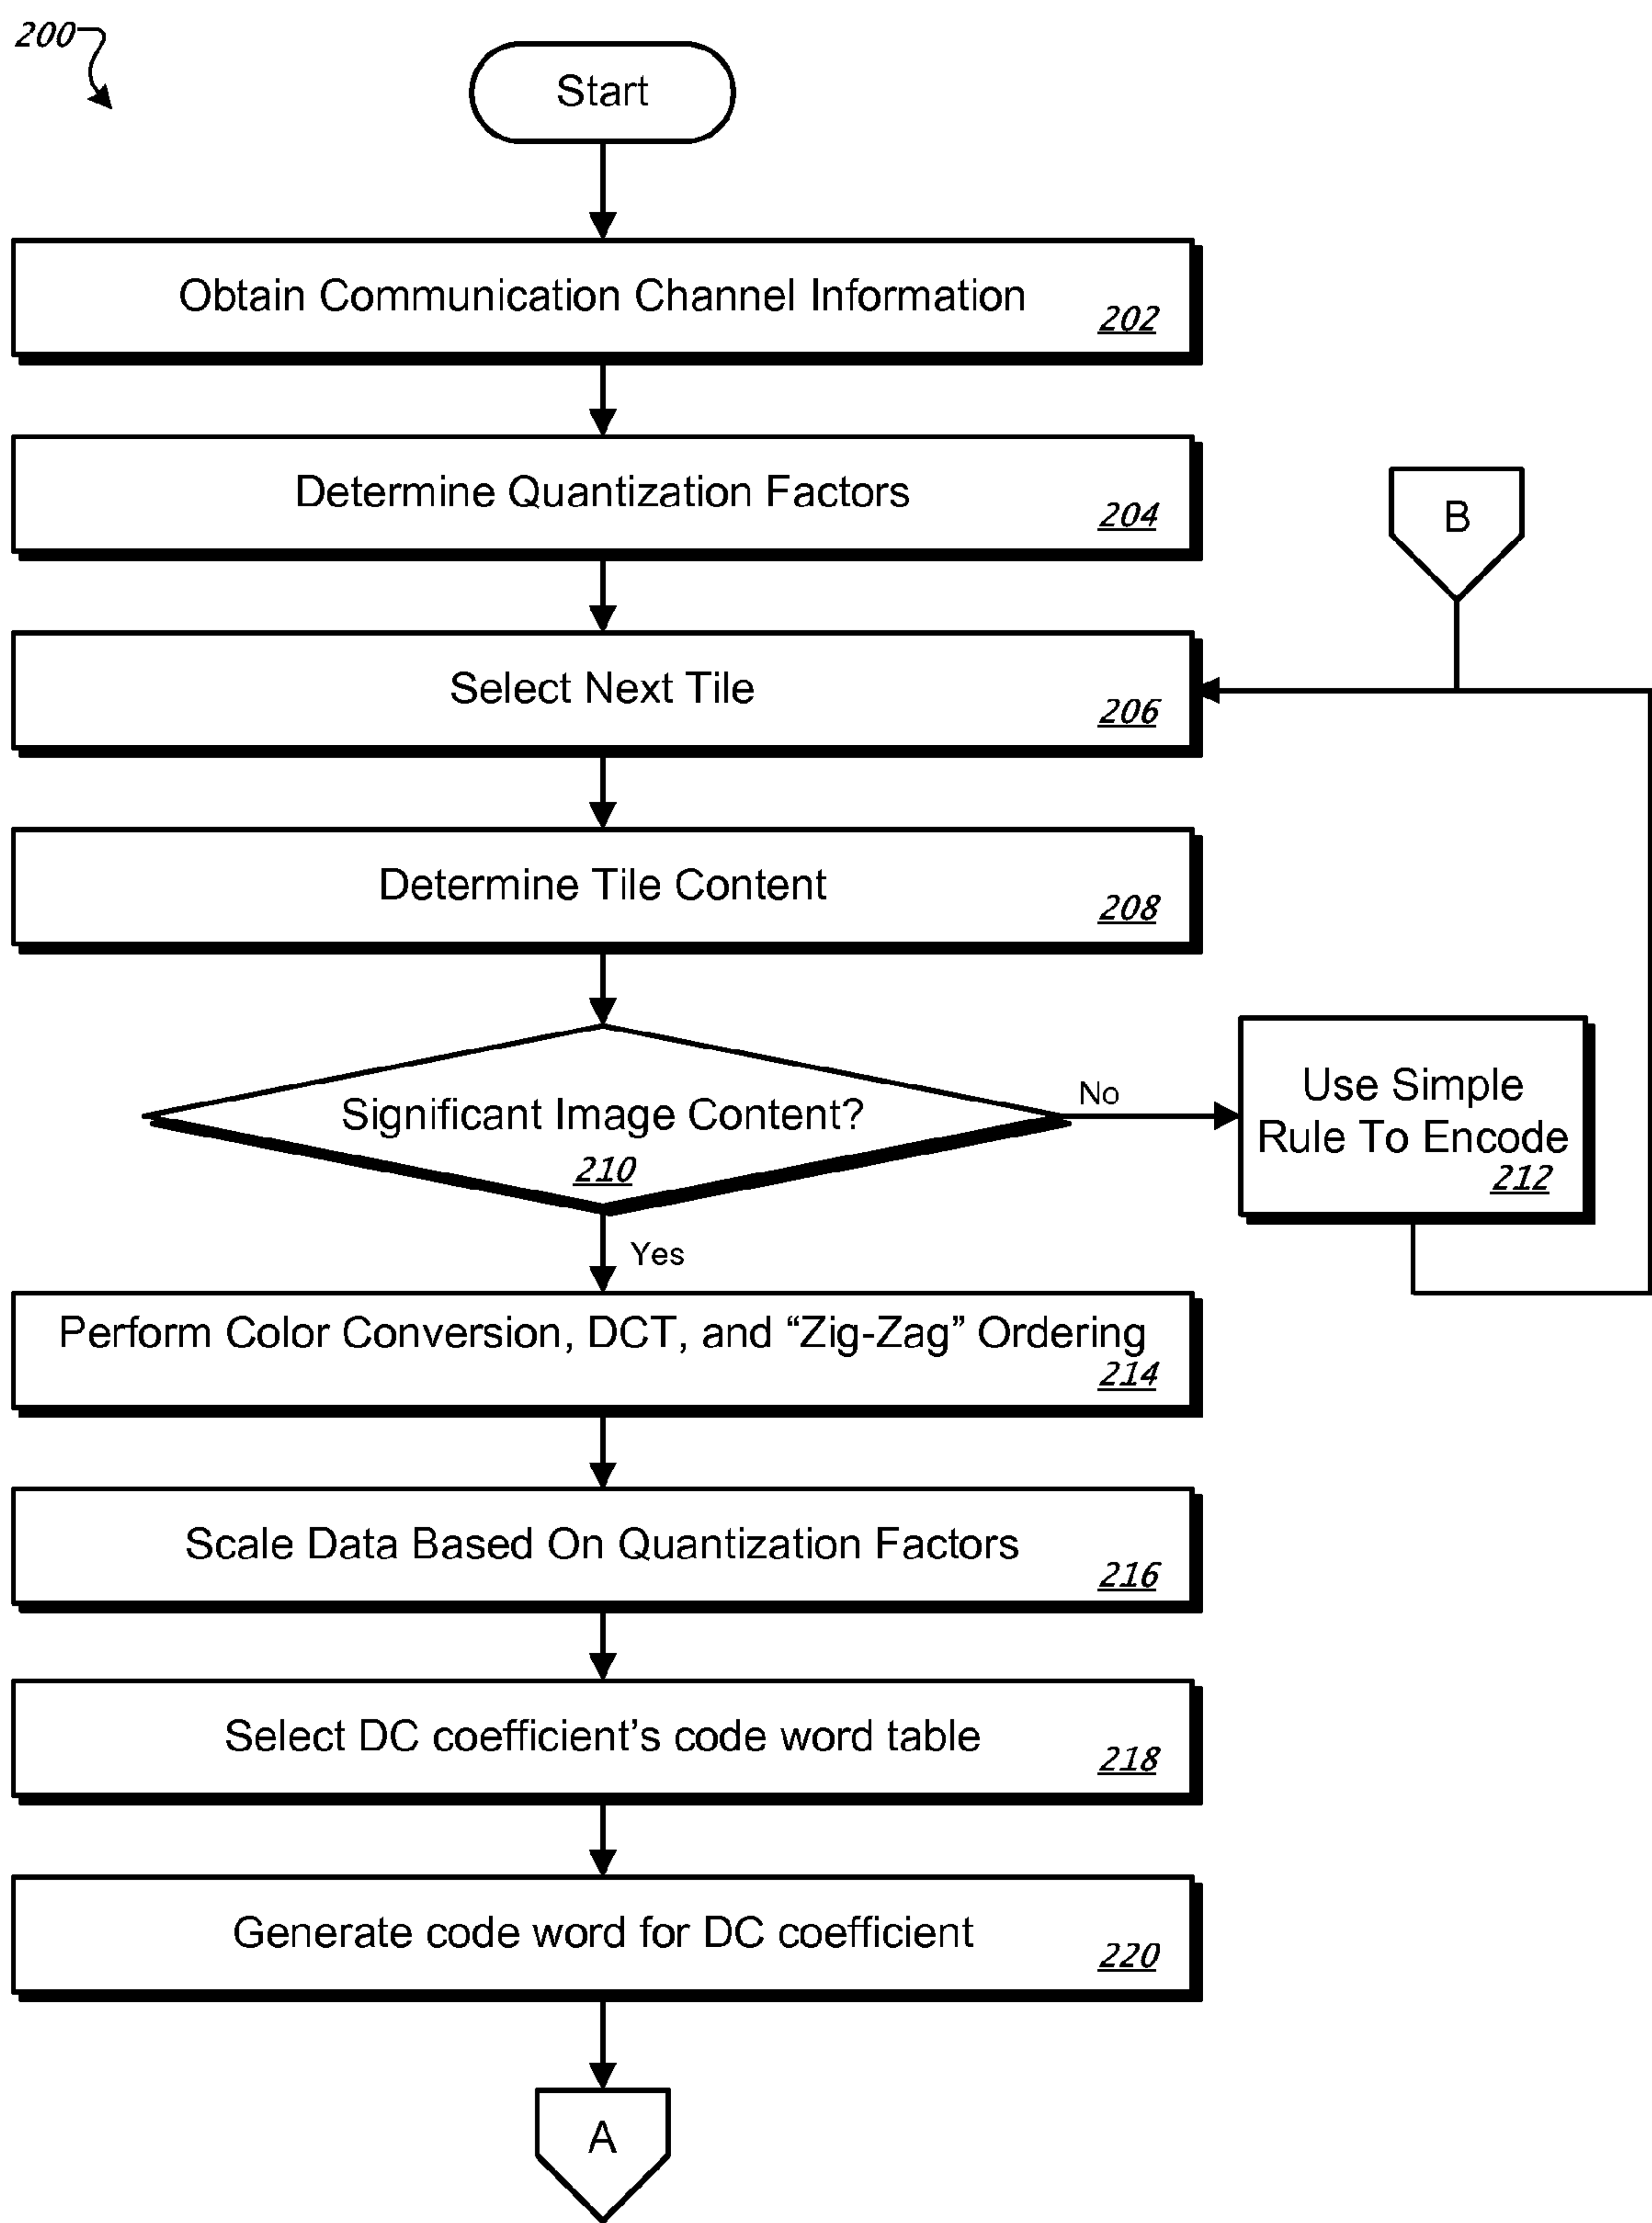 200
Start
Obtain Communication Channel Information
202
Determine Quantization Factors
204
B
Select Next Tile
206
Determine Tile Content
208
Significant Image Content?
210
No
Use Simple
Rule To Encode
212
Yes
Perform Color Conversion, DCT, and “Zig-Zag” Ordering
214
Scale Data Based On Quantization Factors
216
Select DC coefficient’s code word table
218
Generate code word for DC coefficient
220
A